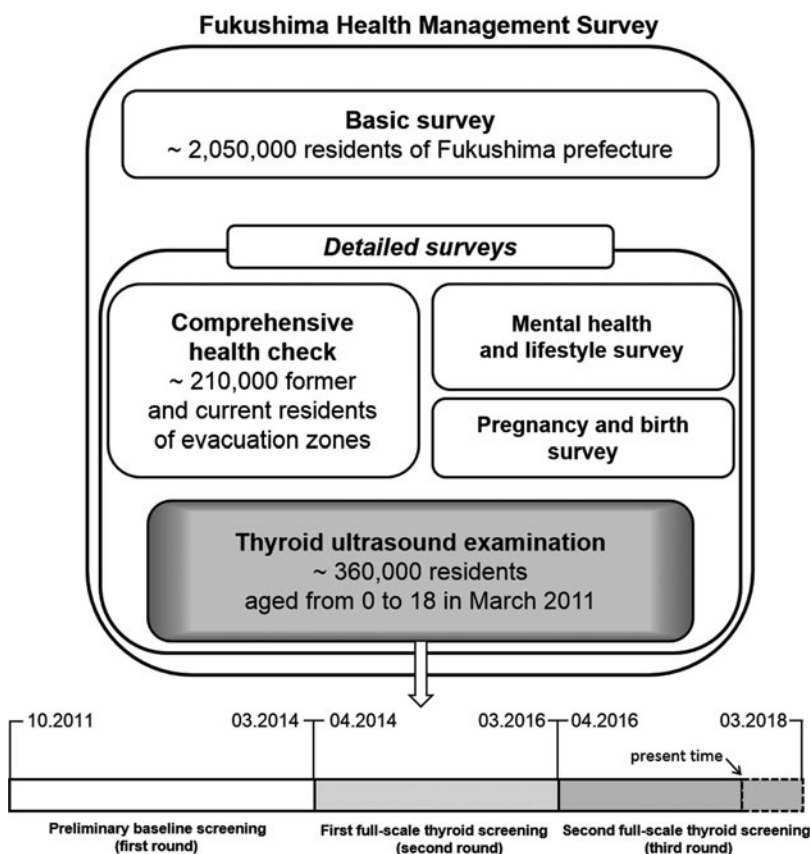 Fukushima Health Management Survey
Basic survey
~ 2,050,000 residents of Fukushima prefecture
Detailed surveys
Comprehensive
health check
~ 210,000 former
and current residents
of evacuation zones
Mental health
and lifestyle survey
Pregnancy and birth
survey
Thyroid ultrasound examination
~ 360,000 residents
aged from 0 to 18 in March 2011
10.2011
03.2014
04.2014
03.2016
04.2016
03.2018
present time
Preliminary baseline screening
(first round)
First full-scale thyroid screening
(second round)
Second full-scale thyroid screening
(third round)